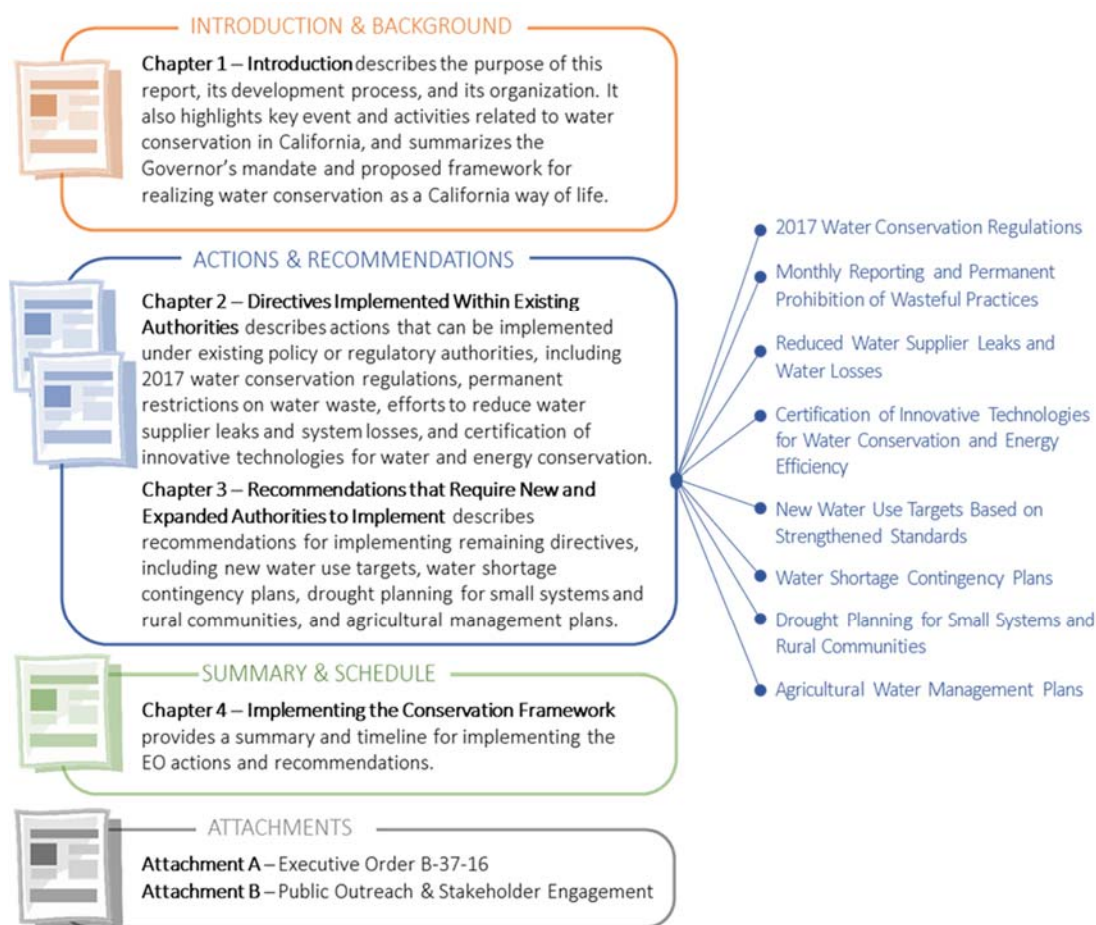 INTRODUCTION & BACKGROUND
Chapter 1 – Introduction describes the purpose of this
report, its development process, and its organization. It
also highlights key event and activities related to water
conservation in California, and summarizes the
Governor's mandate and proposed framework for
realizing water conservation as a California way of life.
ACTIONS & RECOMMENDATIONS
Chapter 2 – Directives Implemented Within Existing
Authorities describes actions that can be implemented
under existing policy or regulatory authorities, including
2017 water conservation regulations, permanent
restrictions on water waste, efforts to reduce water
supplier leaks and system losses, and certification of
innovative technologies for water and energy conservation.
Chapter 3 – Recommendations that Require New and
Expanded Authorities to Implement describes
recommendations for implementing remaining directives,
including new water use targets, water shortage
contingency plans, drought planning for small systems and
rural communities, and agricultural management plans.
2017 Water Conservation Regulations
Monthly Reporting and Permanent
Prohibition of Wasteful Practices
Reduced Water Supplier Leaks and
Water Losses
Certification of Innovative Technologies
for Water Conservation and Energy
Efficiency
New Water Use Targets Based on
Strengthened Standards
Water Shortage Contingency Plans
Drought Planning for Small Systems and
Rural Communities
Agricultural Water Management Plans
SUMMARY & SCHEDULE
Chapter 4 – Implementing the Conservation Framework
provides a summary and timeline for implementing the
EO actions and recommendations.
ATTACHMENTS
Attachment A – Executive Order B-37-16
Attachment B – Public Outreach & Stakeholder Engagement